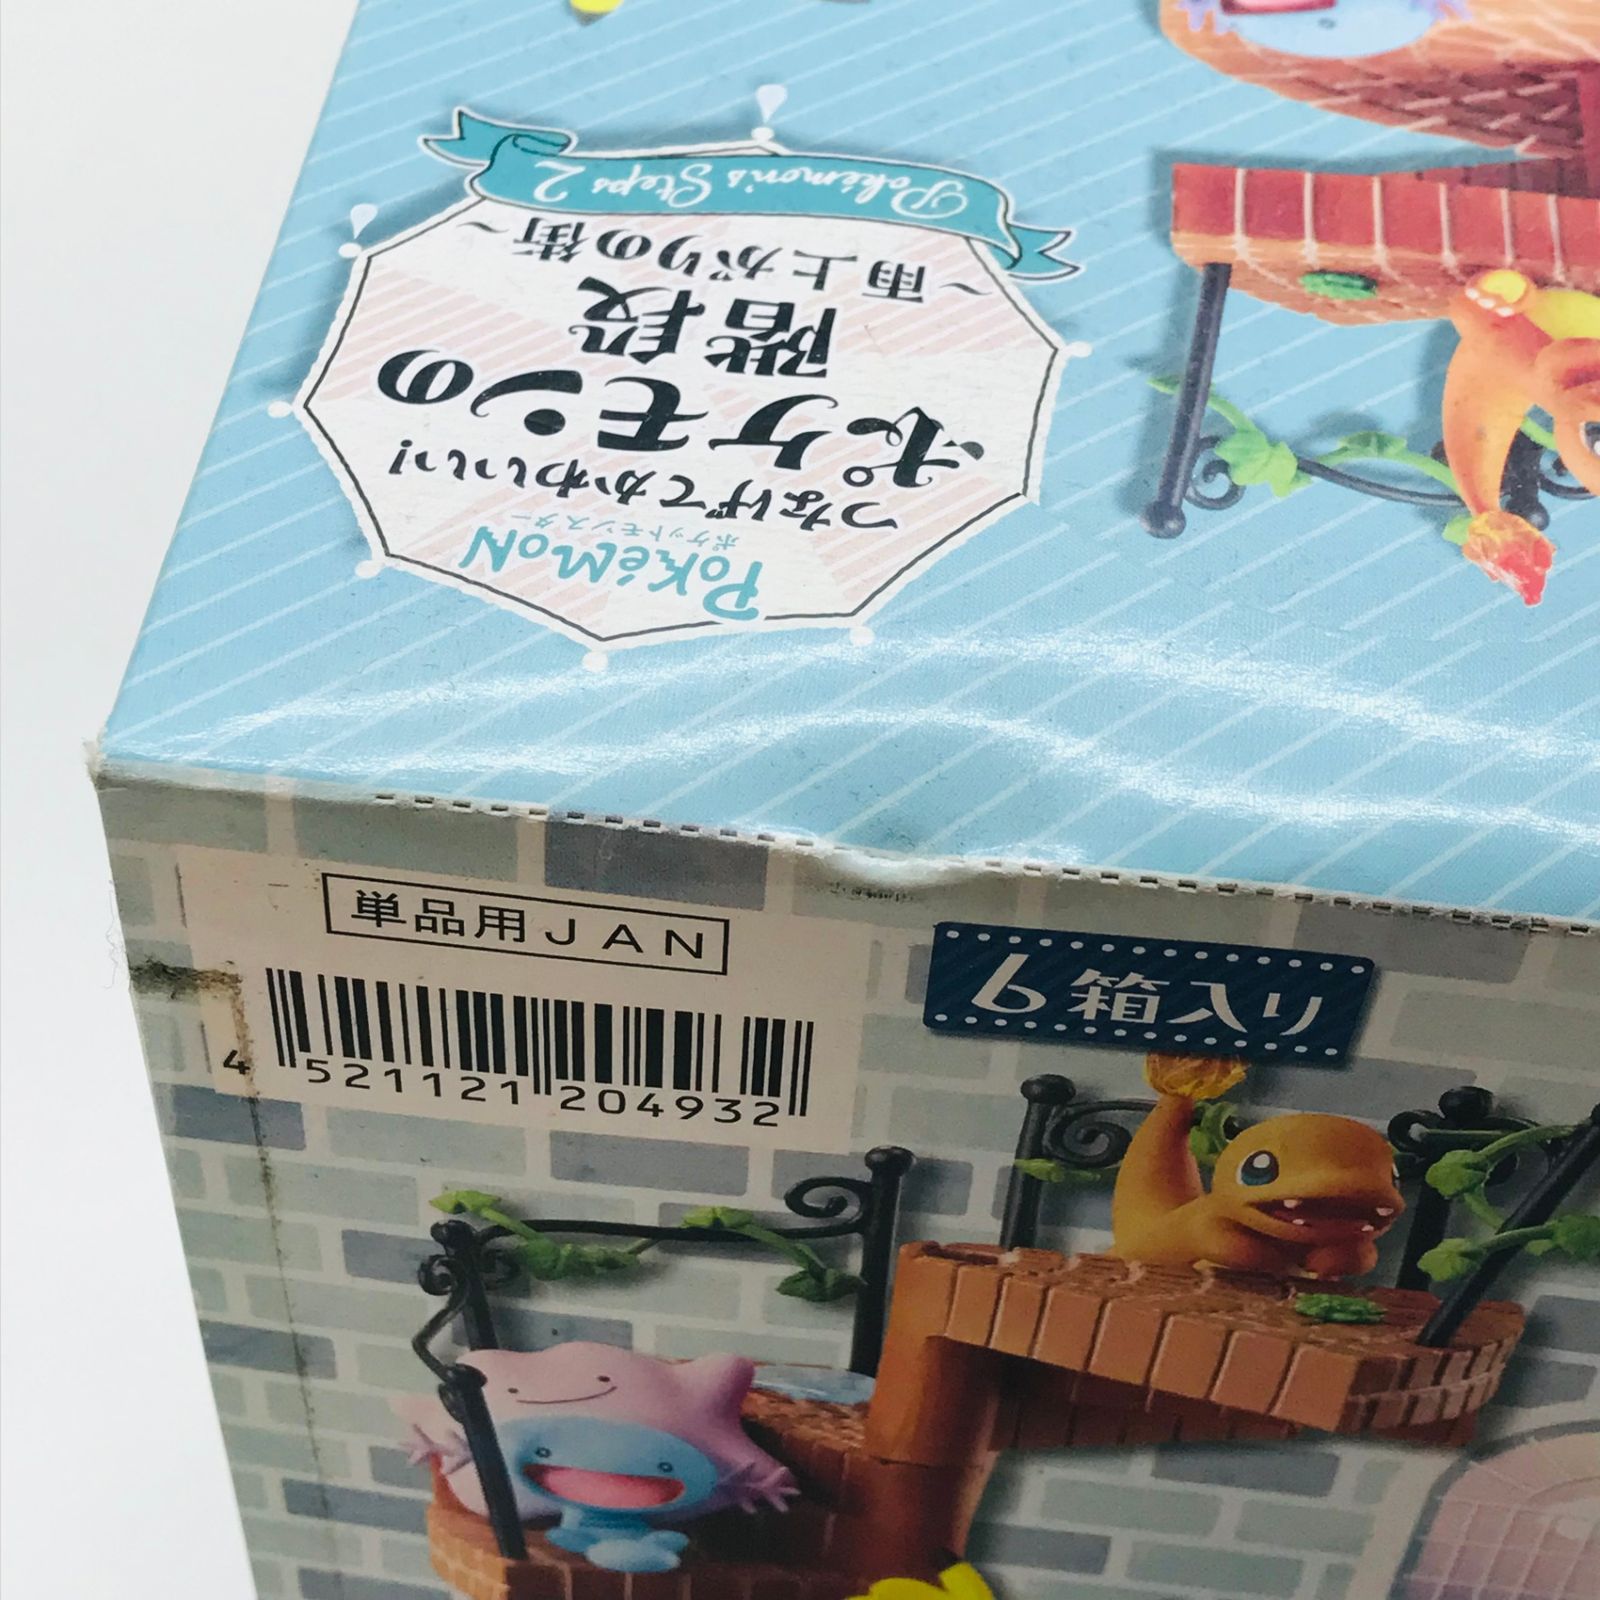 POKéMON
ポケットモンスター
つなげてかわいい!
ポケモンの
階段
~雨上がりの街~
Pokémon's Steps 2
単品用JAN
4 521121 204932
6箱入り